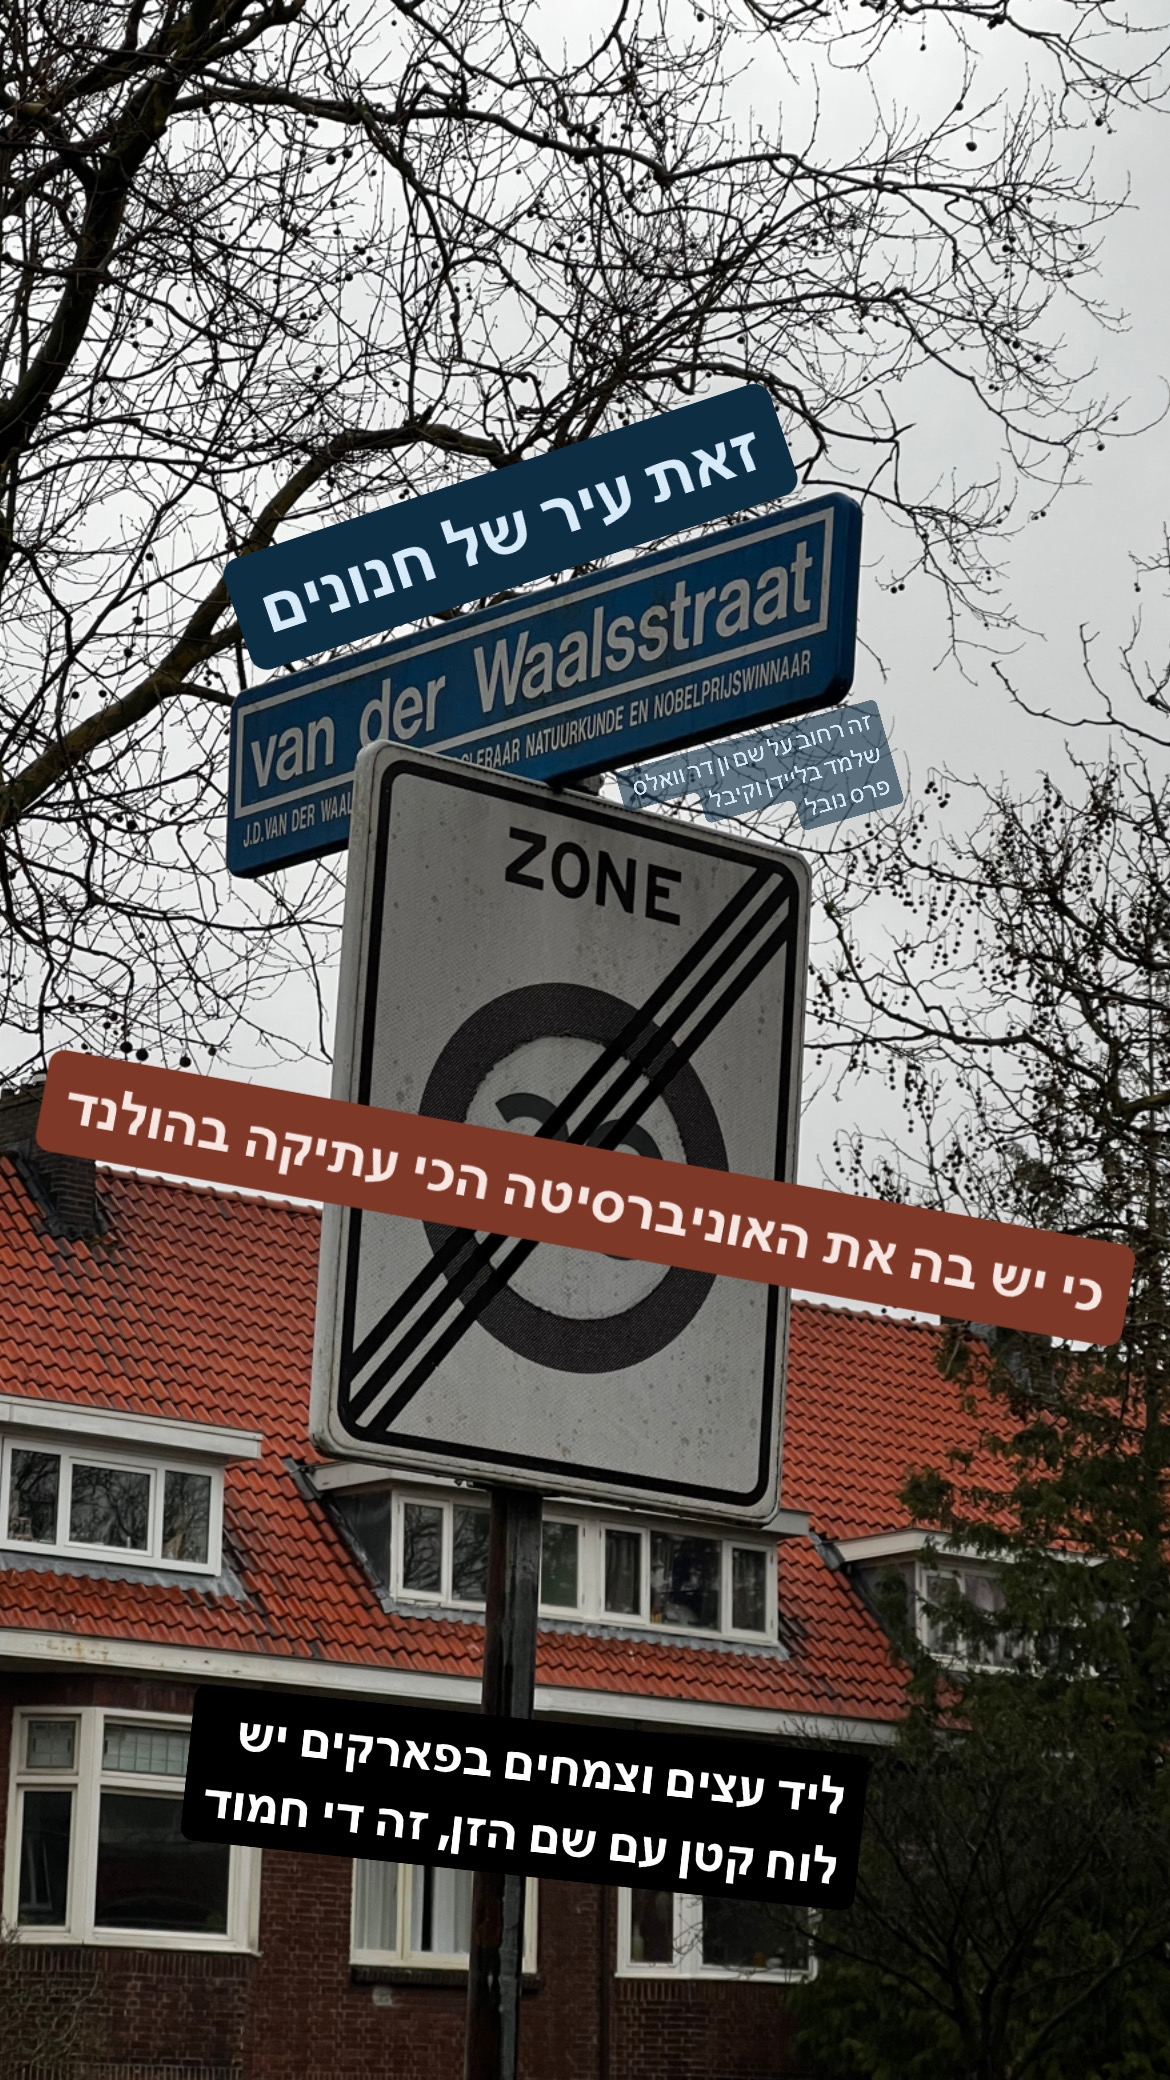 זאת עיר של חנונים
van der Waalsstraat
J.D. VAN DER WAAL LERAAR NATUURKUNDE EN NOBELPRIJSWINNAAR
זה רחוב על שם ון דר וואלס
שלמד בליידן וקיבל
פרס נובל
ZONE
כי יש בה את האוניברסיטה הכי עתיקה בהולנד
ליד עצים וצמחים בפארקים יש
לוח קטן עם שם הזן, זה די חמוד